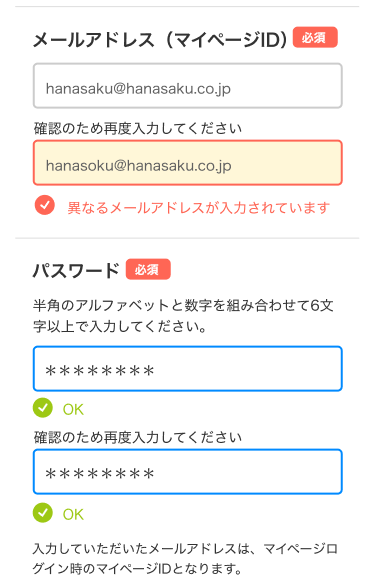 メールアドレス（マイページID） 必須
hanasaku@hanasaku.co.jp
確認のため再度入力してください
hanasoku@hanasaku.co.jp
異なるメールアドレスが入力されています
パスワード 必須
半角のアルファベットと数字を組み合わせて6文
字以上で入力してください。
＊＊＊＊＊＊＊＊
OK
確認のため再度入力してください
＊＊＊＊＊＊＊＊
OK
入力していただいたメールアドレスは、マイページロ
グイン時のマイページIDとなります。